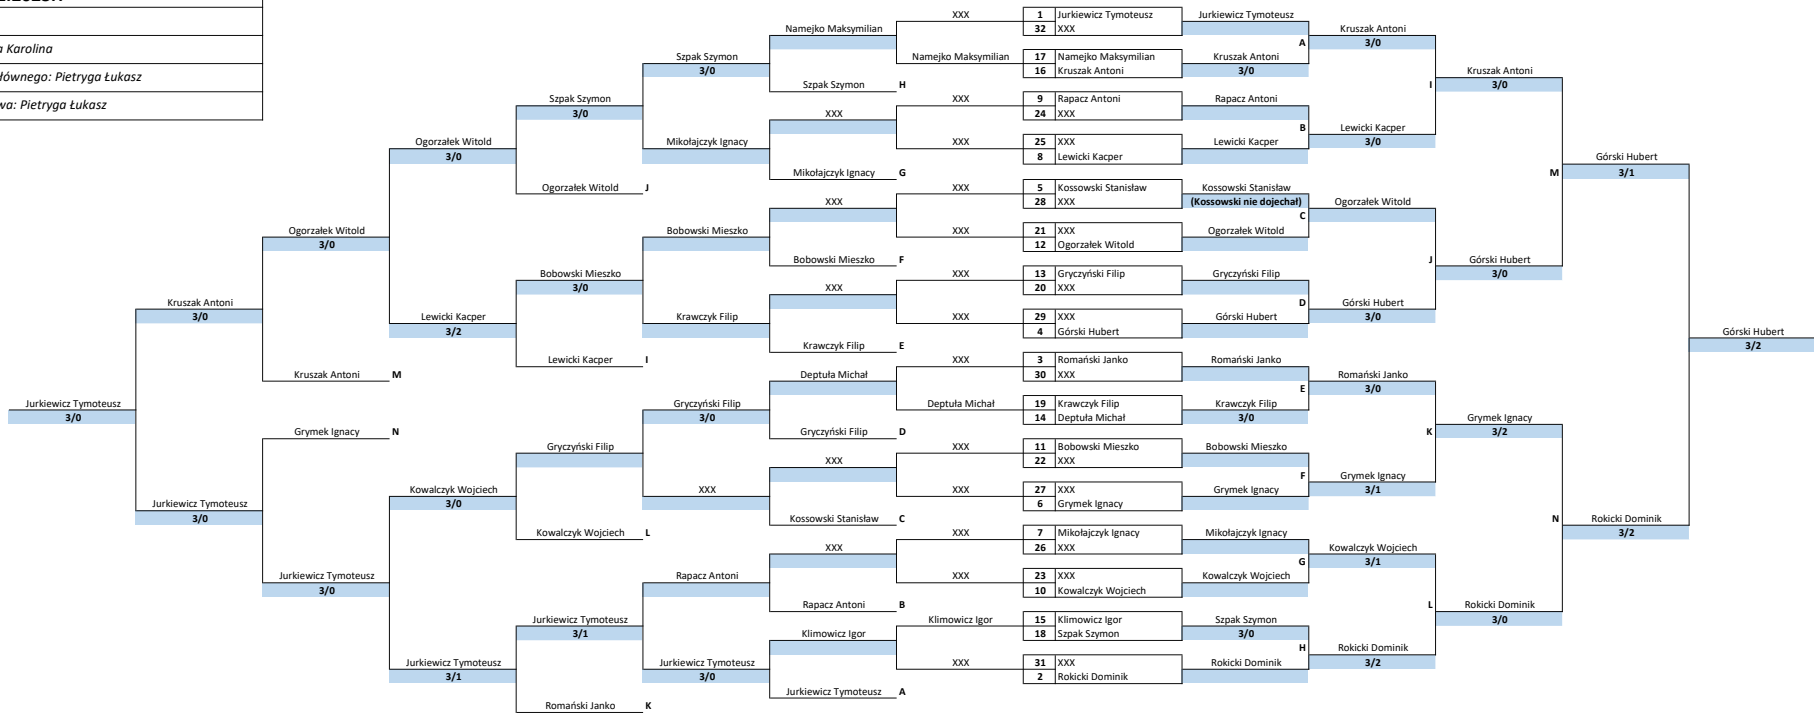 a Karolina
łównego: Pietryga Łukasz
wa: Pietryga Łukasz
XXX
1 Jurkiewicz Tymoteusz
Jurkiewicz Tymoteusz
Namejko Maksymilian
32 XXX
Kruszak Antoni
A
3/0
Szpak Szymon
Namejko Maksymilian
17 Namejko Maksymilian
Kruszak Antoni
3/0
16 Kruszak Antoni
3/0
Kruszak Antoni
Szpak Szymon H
I
3/0
Szpak Szymon
XXX
9 Rapacz Antoni
Rapacz Antoni
3/0
XXX
24 XXX
B
Lewicki Kacper
Ogorzałek Witold
Mikołajczyk Ignacy
XXX
25 XXX
Lewicki Kacper
3/0
3/0
8 Lewicki Kacper
Górski Hubert
Mikołajczyk Ignacy G
M
3/1
Ogorzałek Witold J
XXX
5 Kossowski Stanisław
Kossowski Stanisław
XXX
28 XXX
(Kossowski nie dojechał)
Ogorzałek Witold
C
Ogorzałek Witold
Bobowski Mieszko
XXX
21 XXX
Ogorzałek Witold
3/0
12 Ogorzałek Witold
Bobowski Mieszko F
J
Górski Hubert
Bobowski Mieszko
XXX
13 Gryczyński Filip
Gryczyński Filip
3/0
3/0
XXX
20 XXX
Kruszak Antoni
D
Górski Hubert
3/0
Lewicki Kacper
Krawczyk Filip
XXX
29 XXX
Górski Hubert
3/0
3/2
4 Górski Hubert
Górski Hubert
Krawczyk Filip E
3/2
Lewicki Kacper I
XXX
3 Romański Janko
Romański Janko
Kruszak Antoni M
Deptuła Michał
30 XXX
Romański Janko
E
3/0
Jurkiewicz Tymoteusz
Gryczyński Filip
Deptuła Michał
19 Krawczyk Filip
Krawczyk Filip
3/0
3/0
14 Deptuła Michał
3/0
Grymek Ignacy
Grymek Ignacy N
Gryczyński Filip D
K
3/2
Gryczyński Filip
XXX
11 Bobowski Mieszko
Bobowski Mieszko
XXX
22 XXX
F
Grymek Ignacy
Kowalczyk Wojciech
XXX
XXX
27 XXX
Grymek Ignacy
3/1
3/0
6 Grymek Ignacy
Jurkiewicz Tymoteusz
Kossowski Stanisław C
N
Rokicki Dominik
3/0
3/2
Kowalczyk Wojciech L
XXX
7 Mikołajczyk Ignacy
Mikołajczyk Ignacy
XXX
26 XXX
Kowalczyk Wojciech
G
3/1
Jurkiewicz Tymoteusz
Rapacz Antoni
XXX
23 XXX
Kowalczyk Wojciech
3/0
10 Kowalczyk Wojciech
Rapacz Antoni B
L
Rokicki Dominik
Jurkiewicz Tymoteusz
Klimowicz Igor
15 Klimowicz Igor
Szpak Szymon
3/0
3/1
Klimowicz Igor
18 Szpak Szymon
3/0
H
Rokicki Dominik
Jurkiewicz Tymoteusz
Jurkiewicz Tymoteusz
XXX
31 XXX
Rokicki Dominik
3/2
3/1
3/0
2 Rokicki Dominik
Jurkiewicz Tymoteusz A
Romański Janko K